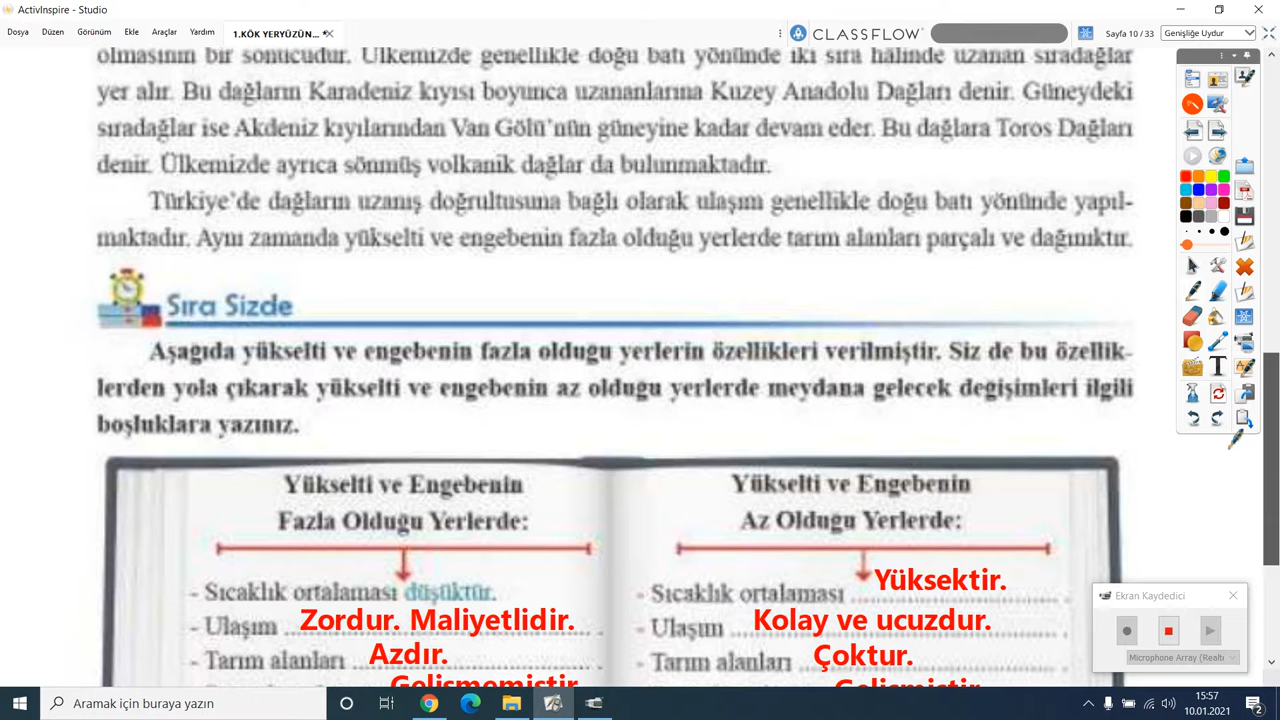 ActivInspire - Studio
Dosya Düzen Görünüm Ekle Araçlar Yardım 1.KÖK YERYÜZÜN... CLASSFLOW Sayfa 10 / 33 Genişliğe Uydur
olmasının bir sonucudur. Ülkemizde genellikle doğu batı yönünde iki sıra hâlinde uzanan sıradağlar
yer alır. Bu dağların Karadeniz kıyısı boyunca uzananlarına Kuzey Anadolu Dağları denir. Güneydeki
sıradağlar ise Akdeniz kıyılarından Van Gölü'nün güneyine kadar devam eder. Bu dağlara Toros Dağları
denir. Ülkemizde ayrıca sönmüş volkanik dağlar da bulunmaktadır.
Türkiye'de dağların uzanış doğrultusuna bağlı olarak ulaşım genellikle doğu batı yönünde yapıl-
maktadır. Aynı zamanda yükselti ve engebenin fazla olduğu yerlerde tarım alanları parçalı ve dağınıktır.
Sıra Sizde
Aşağıda yükselti ve engebenin fazla olduğu yerlerin özellikleri verilmiştir. Siz de bu özellik-
lerden yola çıkarak yükselti ve engebenin az olduğu yerlerde meydana gelecek değişimleri ilgili
boşluklara yazınız.
Yükselti ve Engebenin
Fazla Olduğu Yerlerde:
- Sıcaklık ortalaması düşüktür.
- Ulaşım Zordur. Maliyetlidir.
- Tarım alanları Azdır.
Gelişmemiştir
Yükselti ve Engebenin
Az Olduğu Yerlerde:
- Sıcaklık ortalaması Yüksektir.
- Ulaşım Kolay ve ucuzdur.
- Tarım alanları Çoktur.
Gelişmiştir
Ekran Kaydedici
Microphone Array (Realt
Aramak için buraya yazın
15:57
10.01.2021
2